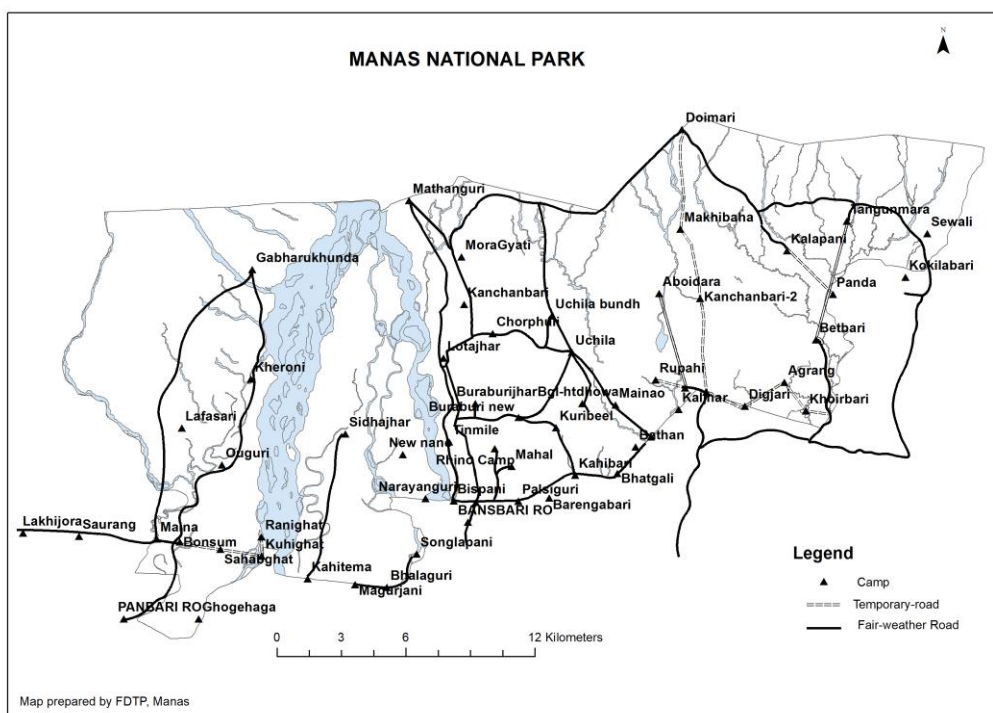 N
MANAS NATIONAL PARK
Doimari
Mathanguri
Tangunmara
Sewali
Makhibaha
MoraGyati
Kalapani
Gabharukhunda
Kokilabari
Aboidara
Panda
Kanchanbari
Kanchanbari-2
Uchila bundh
Chorphuli
Betbari
Lotajhar
Uchila
Kheroni
Rupahi
Agrang
Buraburijhar
Mainao
Kalihar
Digjari
Khoirbari
Buraburi new
Kuribeel
Lafasari
Sidhajhar
Tinmile
New nand
Bethan
Ouguri
Rhino Camp
Mahal
Kahibari
Bhatgali
Narayanguri
Bispani
Palsiguri
Barengabari
BANSBARI RO
Lakhijora
Saurang
Maina
Ranighat
Bonsum
Kuhighat
Songlapani
Sahabghat
Kahitema
Bhalaguri
Magurjani
PANBARI RO
Ghogehaga
Legend
Camp
Temporary-road
Fair-weather Road
0 3 6 12 Kilometers
Map prepared by FDTP, Manas